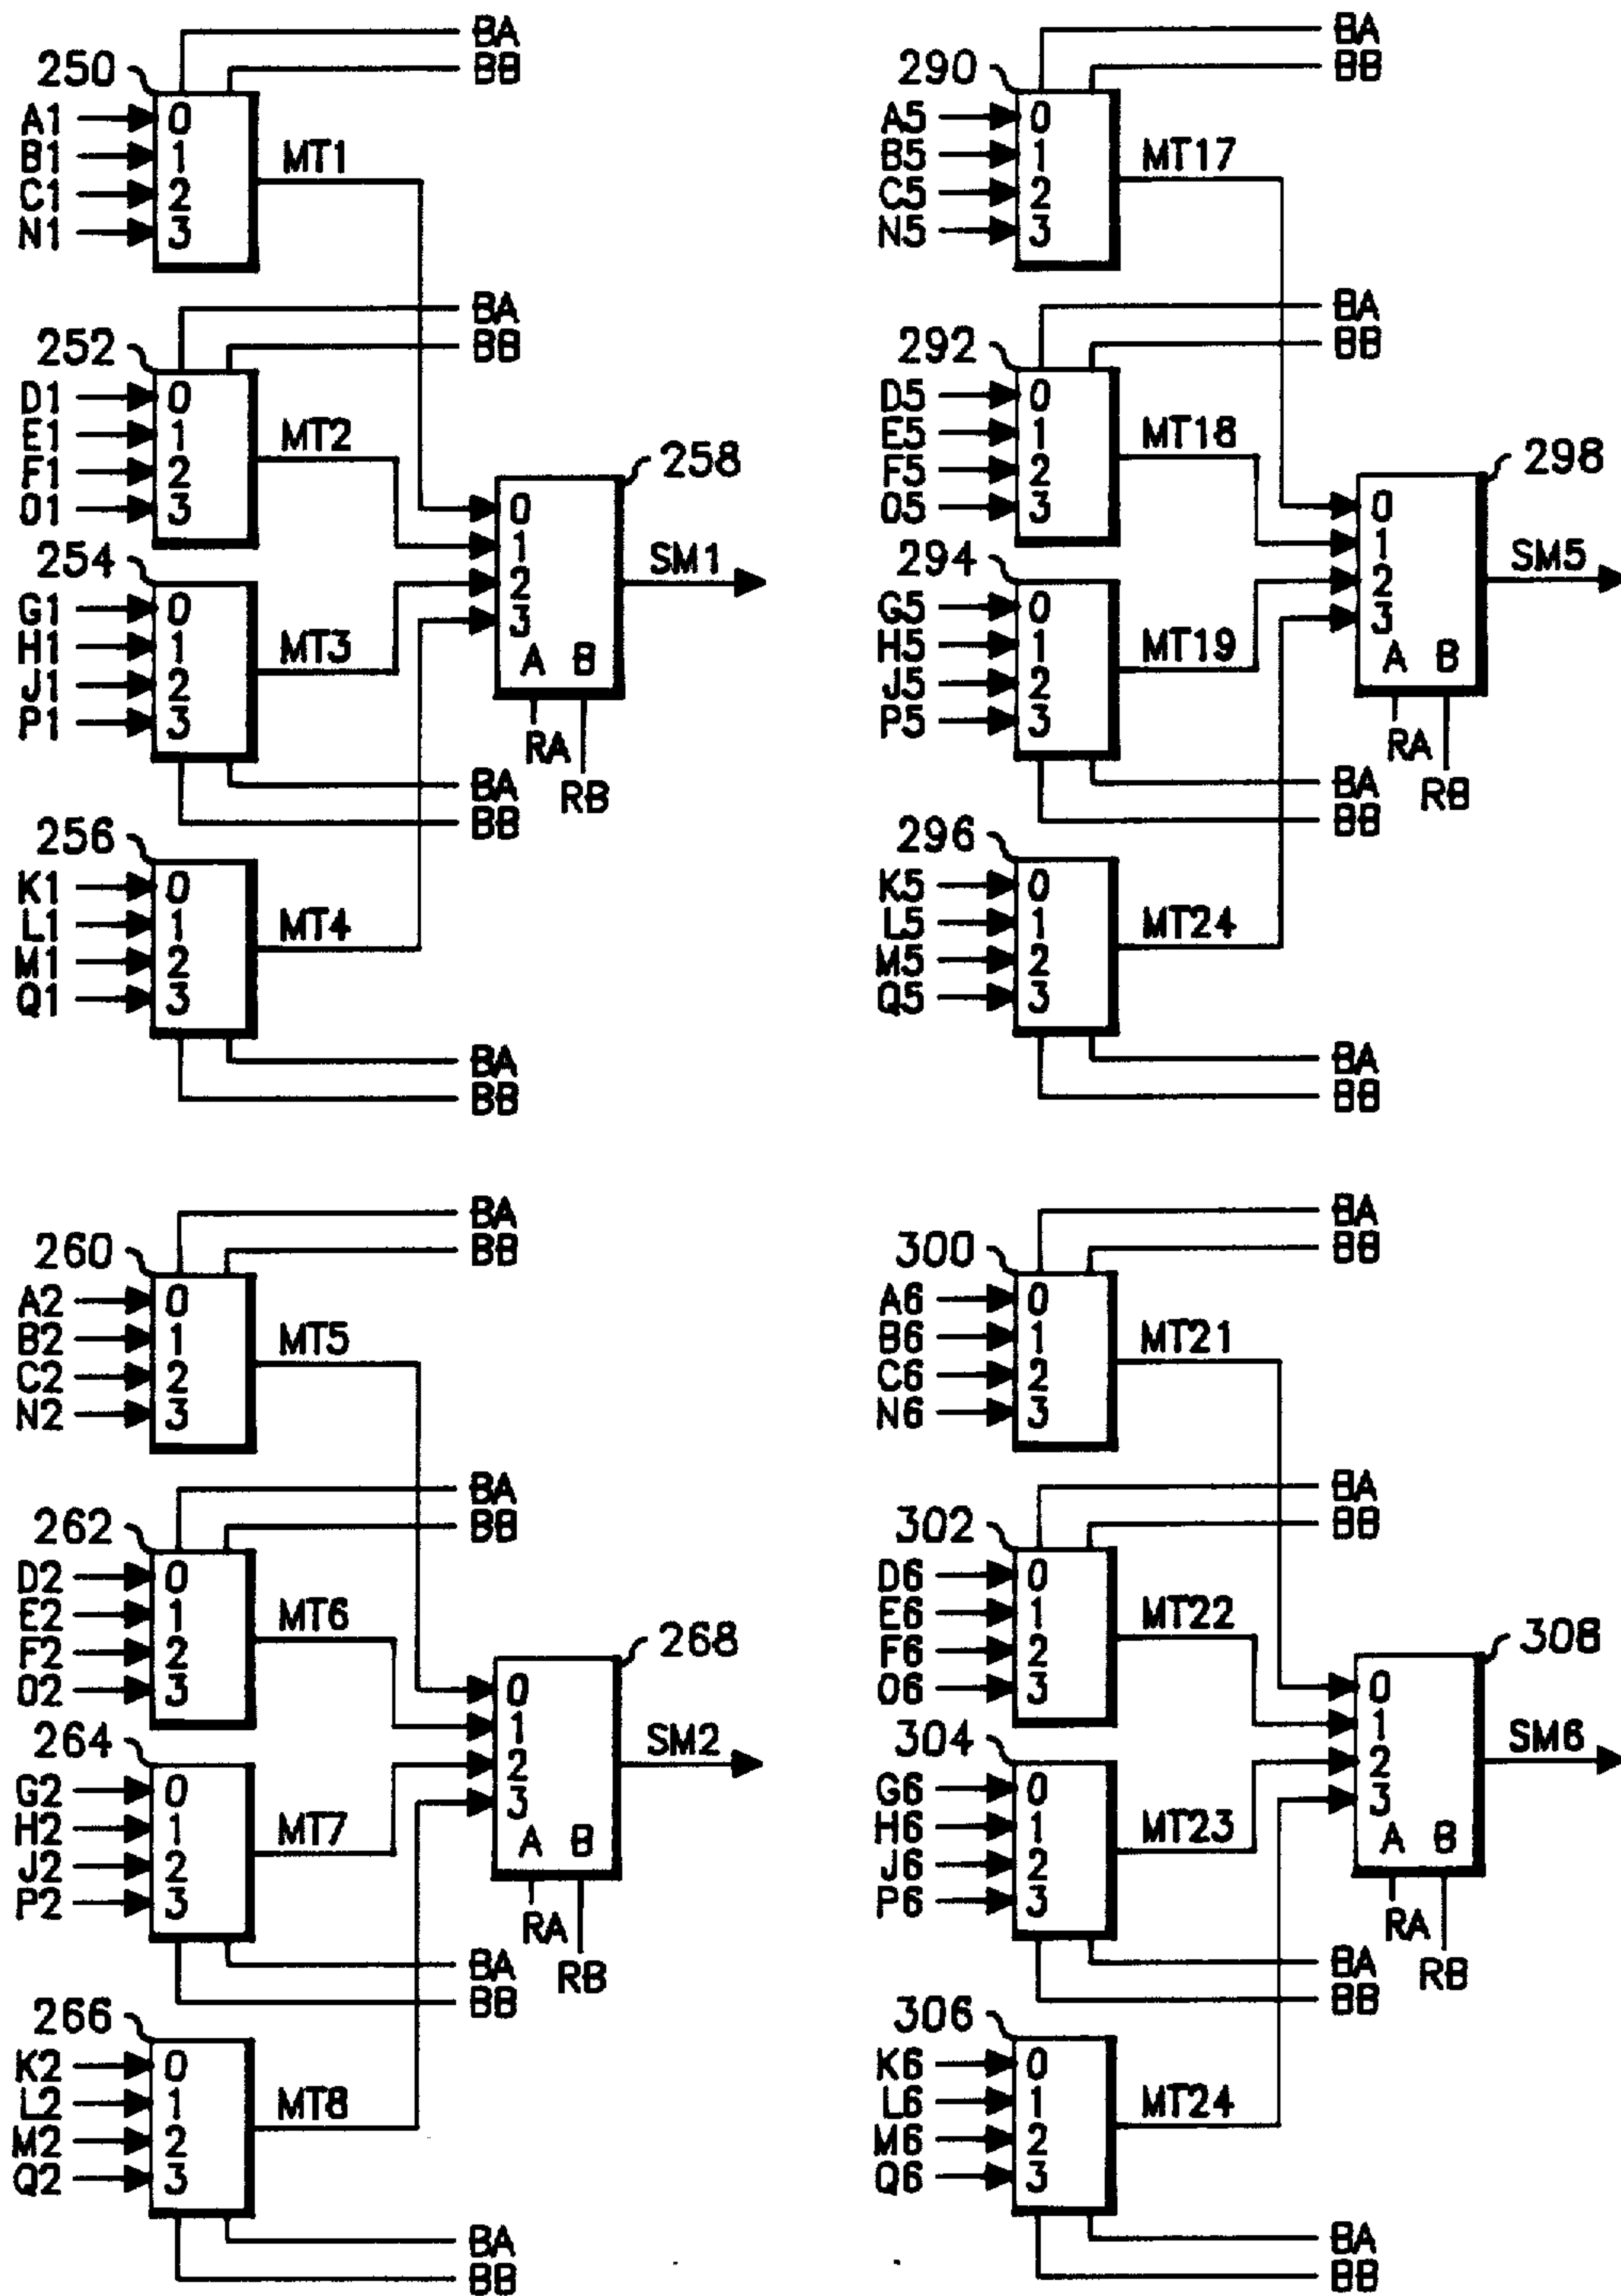 BA
BB
250
A1 0
B1 1 MT1
C1 2
N1 3
BA
BB
252
D1 0
E1 1 MT2
F1 2
O1 3
254
G1 0
H1 1 MT3
J1 2
P1 3
BA
BB
256
K1 0
L1 1 MT4
M1 2
Q1 3
BA
BB
258
0
1
2 SM1
3
A B
RA
RB
BA
BB
290
A5 0
B5 1 MT17
C5 2
N5 3
BA
BB
292
D5 0
E5 1 MT18
F5 2
O5 3
294
G5 0
H5 1 MT19
J5 2
P5 3
BA
BB
296
K5 0
L5 1 MT24
M5 2
Q5 3
BA
BB
298
0
1
2 SM5
3
A B
RA
RB
BA
BB
260
A2 0
B2 1 MT5
C2 2
N2 3
BA
BB
262
D2 0
E2 1 MT6
F2 2
O2 3
264
G2 0
H2 1 MT7
J2 2
P2 3
BA
BB
266
K2 0
L2 1 MT8
M2 2
Q2 3
BA
BB
268
0
1
2 SM2
3
A B
RA
RB
BA
BB
300
A6 0
B6 1 MT21
C6 2
N6 3
BA
BB
302
D6 0
E6 1 MT22
F6 2
O6 3
304
G6 0
H6 1 MT23
J6 2
P6 3
BA
BB
306
K6 0
L6 1 MT24
M6 2
Q6 3
BA
BB
308
0
1
2 SM6
3
A B
RA
RB